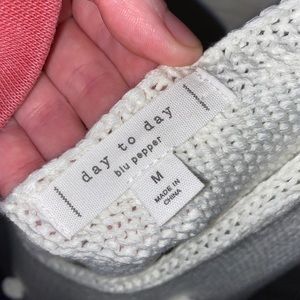 day to day
blu pepper
M
MADE IN
CHINA